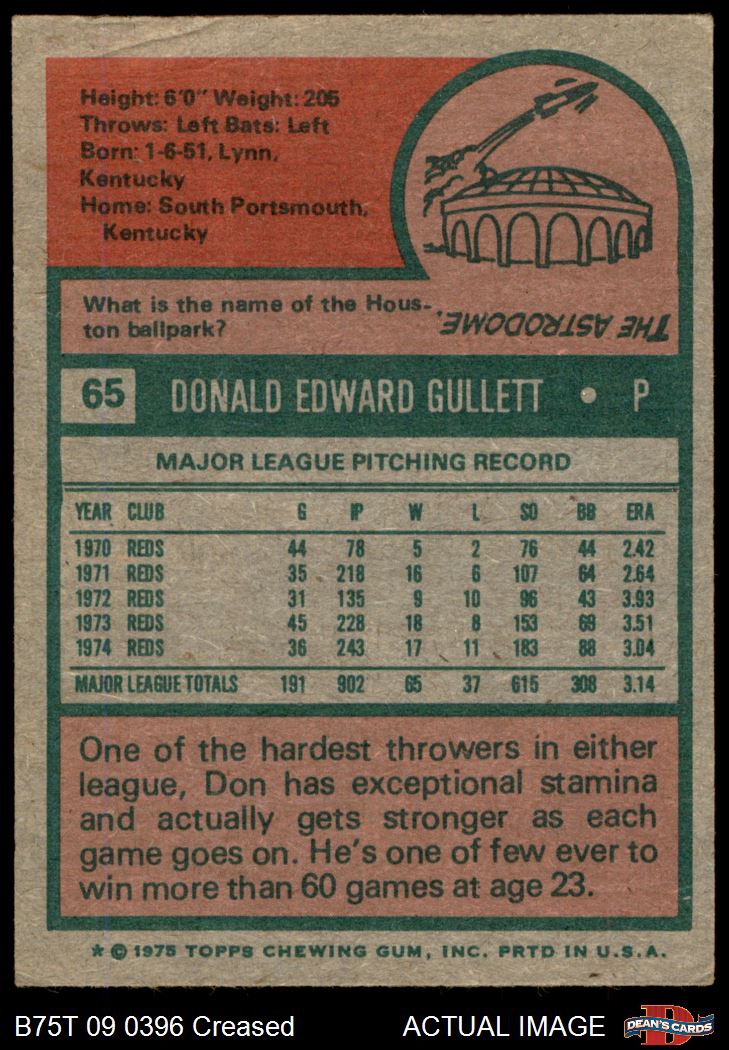 Height: 6'0" Weight: 205
Throws: Left Bats: Left
Born: 1-6-51, Lynn,
Kentucky
Home: South Portsmouth,
Kentucky
What is the name of the Hous-
ton ballpark?
THE ASTRODOME.
65 DONALD EDWARD GULLETT • P
MAJOR LEAGUE PITCHING RECORD
YEAR CLUB G IP W L SO BB ERA
1970 REDS 44 78 5 2 76 44 2.42
1971 REDS 35 218 16 6 107 64 2.64
1972 REDS 31 135 9 10 96 43 3.93
1973 REDS 45 228 18 8 153 69 3.51
1974 REDS 36 243 17 11 183 88 3.04
MAJOR LEAGUE TOTALS 191 902 65 37 615 308 3.14
One of the hardest throwers in either
league, Don has exceptional stamina
and actually gets stronger as each
game goes on. He's one of few ever to
win more than 60 games at age 23.
* © 1975 TOPPS CHEWING GUM, INC. PRTD IN U.S.A.
B75T 09 0396 Creased ACTUAL IMAGE
DEAN'S CARDS